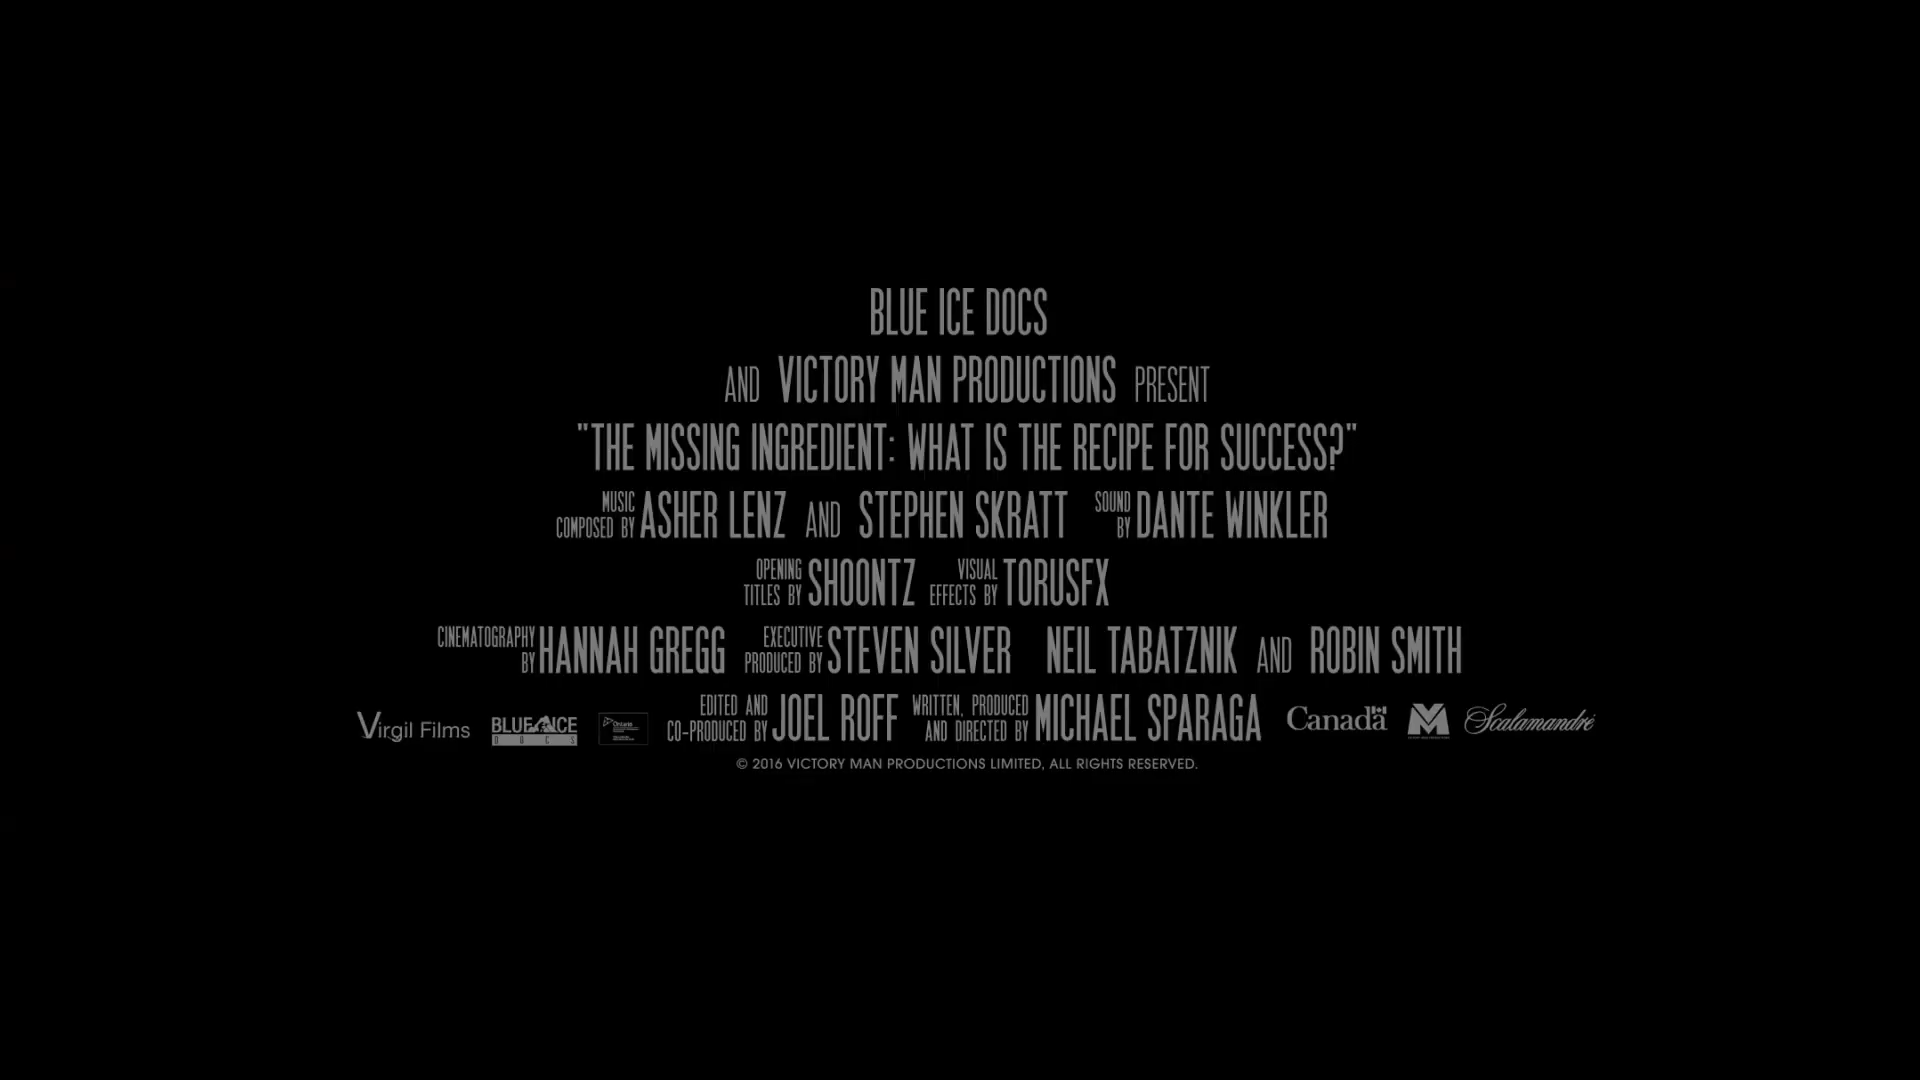 BLUE ICE DOCS
AND VICTORY MAN PRODUCTIONS PRESENT
"THE MISSING INGREDIENT: WHAT IS THE RECIPE FOR SUCCESS?"
MUSIC COMPOSED BY ASHER LENZ AND STEPHEN SKRATT SOUND BY DANTE WINKLER
OPENING TITLES BY SHOONTZ VISUAL EFFECTS BY TORUSFX
CINEMATOGRAPHY BY HANNAH GREGG EXECUTIVE PRODUCED BY STEVEN SILVER NEIL TABATZNIK AND ROBIN SMITH
Virgil Films BLUE ICE DOCS Ontario EDITED AND CO-PRODUCED BY JOEL ROFF WRITTEN, PRODUCED AND DIRECTED BY MICHAEL SPARAGA Canada Scalamandré
© 2016 VICTORY MAN PRODUCTIONS LIMITED, ALL RIGHTS RESERVED.